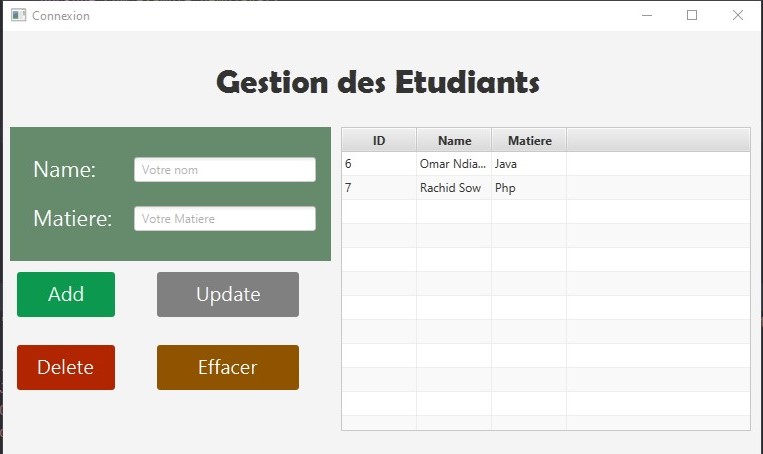 Connexion
Gestion des Etudiants
Name:
Votre nom
Matiere:
Votre Matiere
Add
Update
Delete
Effacer
ID Name Matiere
6 Omar Ndia... Java
7 Rachid Sow Php